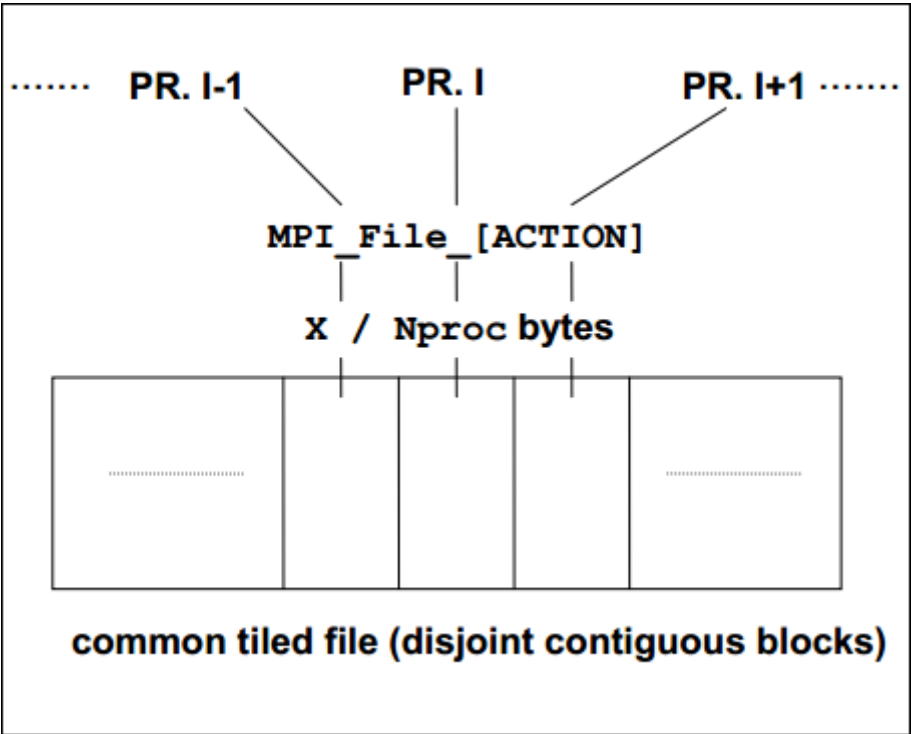 ....... PR. I-1 PR. I PR. I+1 .......
MPI_File_[ACTION]
X / Nproc bytes
common tiled file (disjoint contiguous blocks)